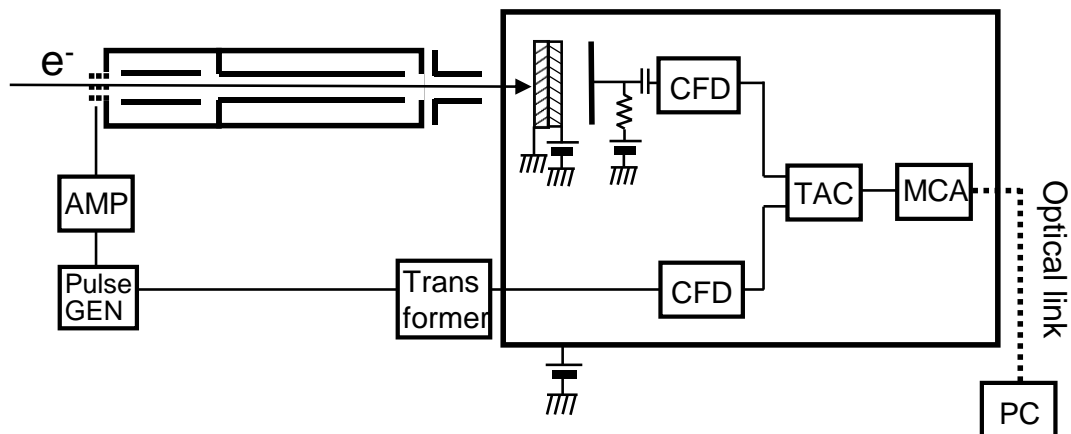 e-
CFD
AMP
TAC
MCA
Optical link
Pulse
GEN
Trans
former
CFD
PC